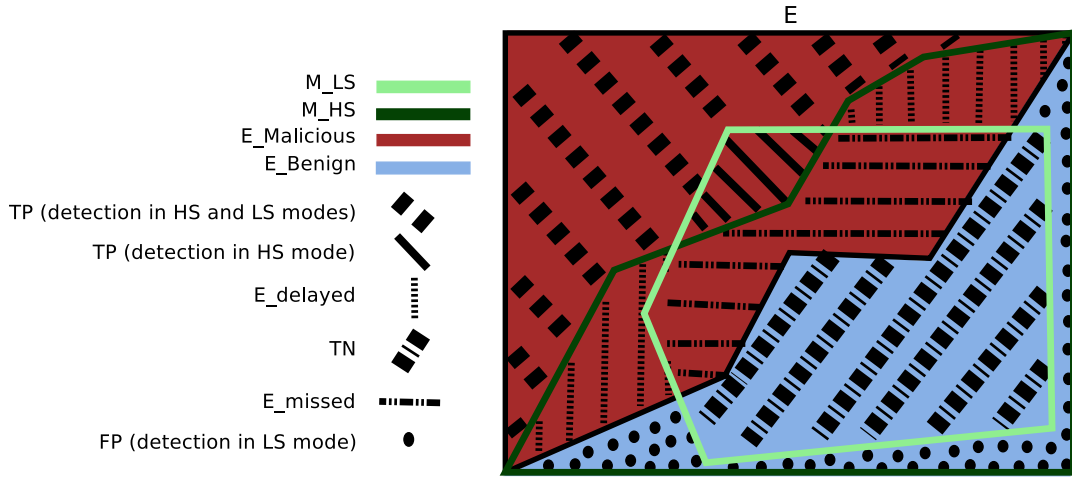 E
M_LS
M_HS
E_Malicious
E_Benign
TP (detection in HS and LS modes)
TP (detection in HS mode)
E_delayed
TN
E_missed
FP (detection in LS mode)